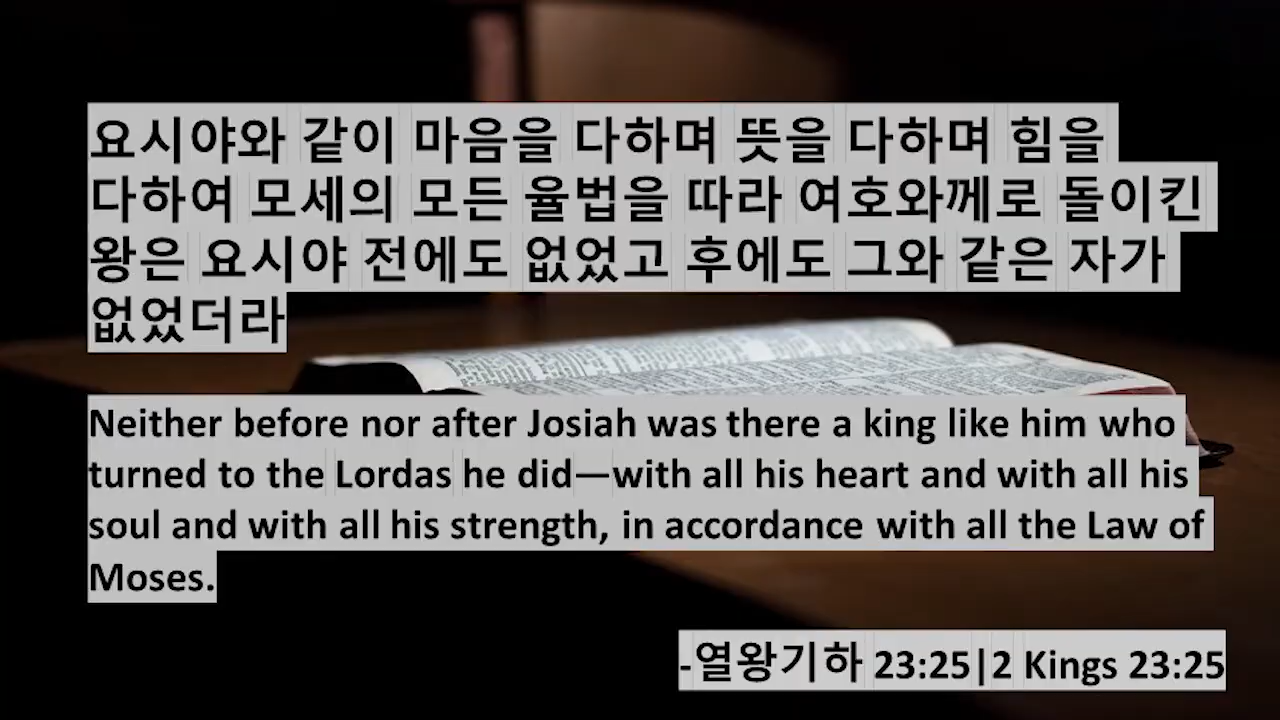 요시야와 같이 마음을 다하며 뜻을 다하며 힘을
다하여 모세의 모든 율법을 따라 여호와께로 돌이킨
왕은 요시야 전에도 없었고 후에도 그와 같은 자가
없었더라
Neither before nor after Josiah was there a king like him who
turned to the Lordas he did—with all his heart and with all his
soul and with all his strength, in accordance with all the Law of
Moses.
-열왕기하 23:25|2 Kings 23:25